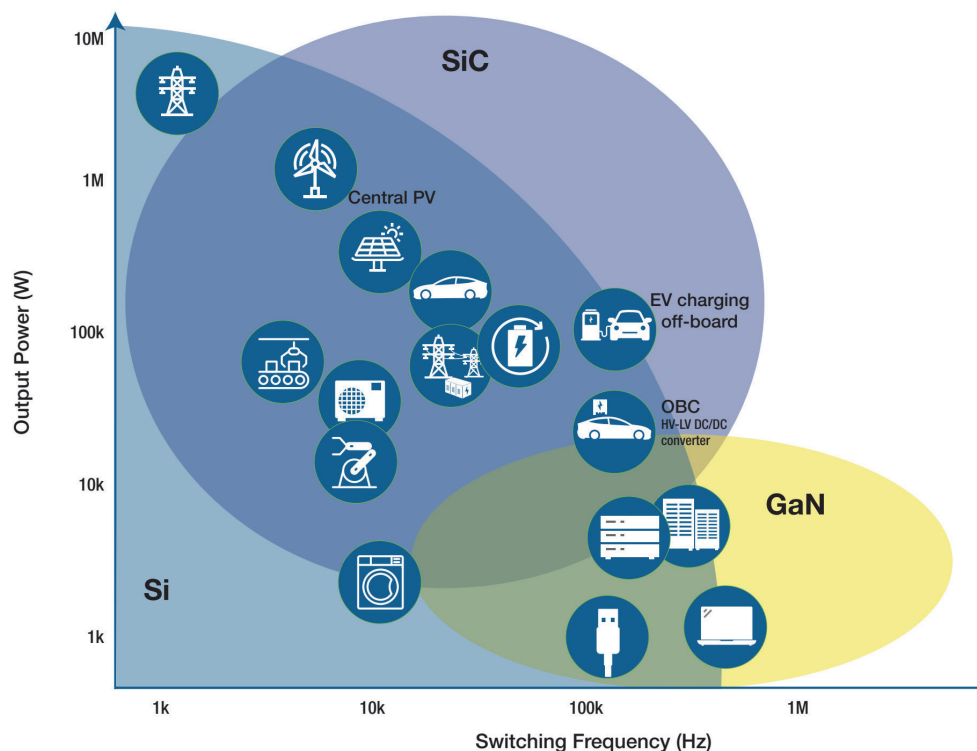 10M
1M
100k
10k
1k
Output Power (W)
SiC
Central PV
EV charging
off-board
OBC
HV-LV DC/DC
converter
GaN
Si
1k
10k
100k
1M
Switching Frequency (Hz)